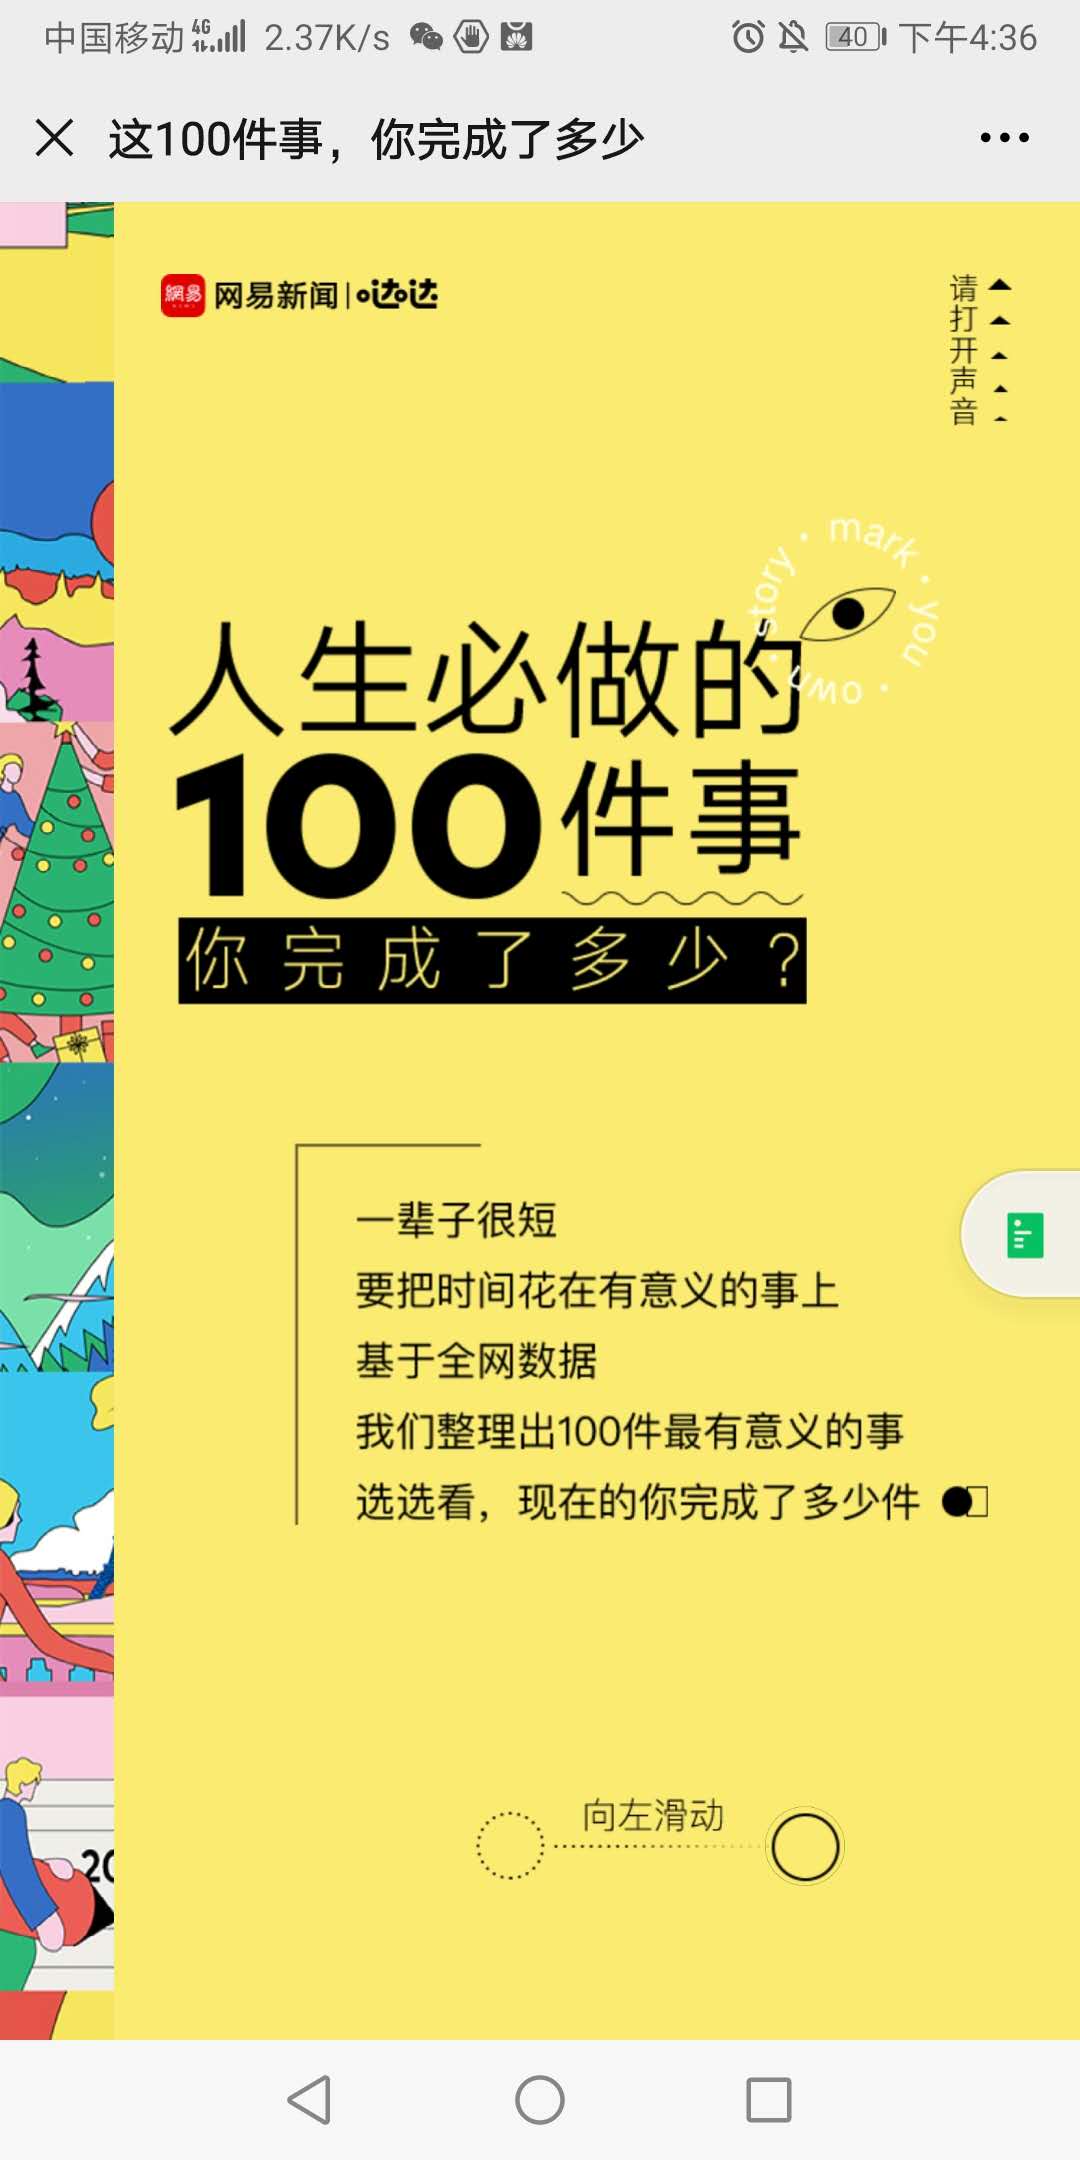 中国移动 4G 2.37K/s 40 下午4:36
这100件事，你完成了多少
網易 NEWS 网易新闻 | 哒哒
请打开声音
mark · you · own · story ·
人生必做的
100件事
你完成了多少？
一辈子很短
要把时间花在有意义的事上
基于全网数据
我们整理出100件最有意义的事
选选看，现在的你完成了多少件
20
向左滑动